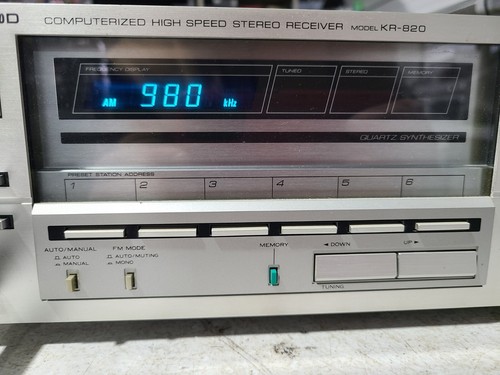 OD COMPUTERIZED HIGH SPEED STEREO RECEIVER MODEL KR-820
FREQUENCY DISPLAY TUNED STEREO MEMORY
AM 980 kHz
QUARTZ SYNTHESIZER
PRESET STATION ADDRESS
1 2 3 4 5 6
AUTO/MANUAL FM MODE MEMORY ◄ DOWN UP ►
AUTO AUTO/MUTING
MANUAL MONO
TUNING